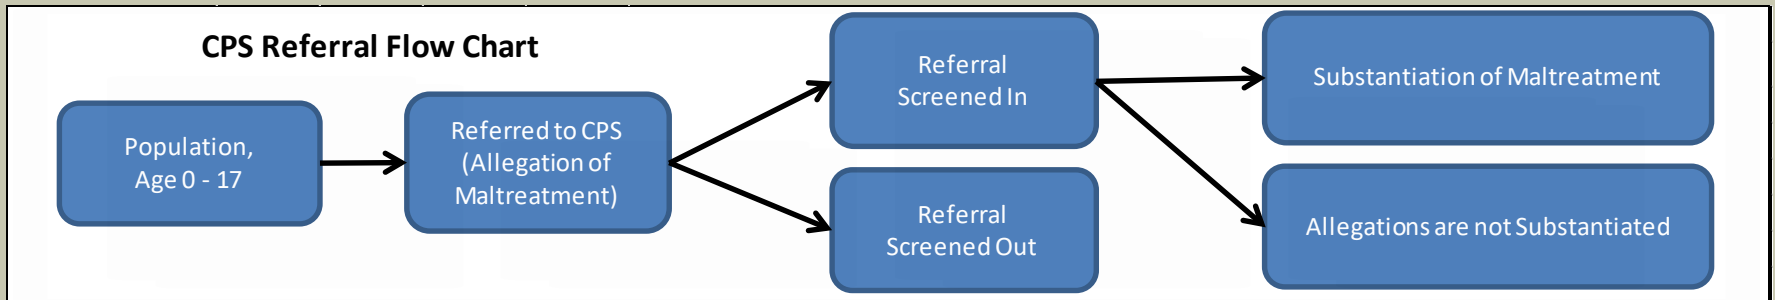 CPS Referral Flow Chart
Population,
Age 0 - 17
Referred to CPS
(Allegation of
Maltreatment)
Referral
Screened In
Referral
Screened Out
Substantiation of Maltreatment
Allegations are not Substantiated